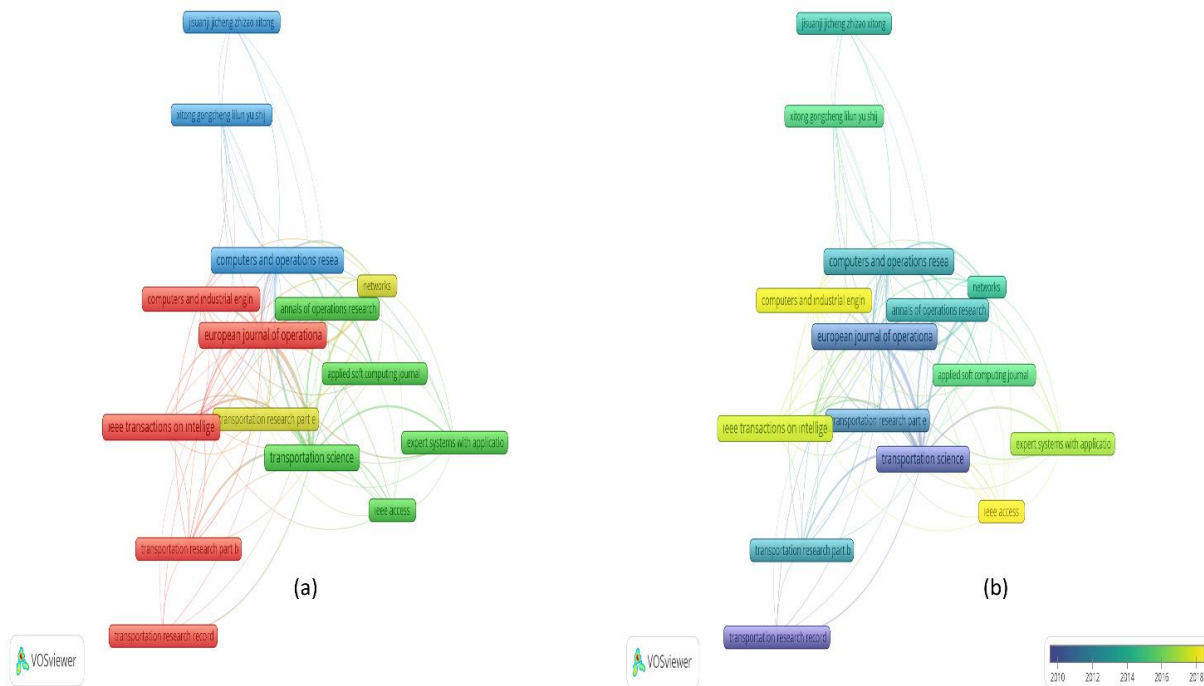 jisuanji jicheng zhizao xitong
xitong gongcheng lilun yu shij
computers and operations resea
networks
computers and industrial engin
annals of operations research
european journal of operationa
applied soft computing journal
transportation research part e
ieee transactions on intellige
expert systems with applicatio
transportation science
ieee access
transportation research part b
(a)
transportation research record
VOSviewer
jisuanji jicheng zhizao xitong
xitong gongcheng lilun yu shij
computers and operations resea
networks
computers and industrial engin
annals of operations research
european journal of operationa
applied soft computing journal
transportation research part e
ieee transactions on intellige
expert systems with applicatio
transportation science
ieee access
transportation research part b
(b)
transportation research record
VOSviewer
2010 2012 2014 2016 2018